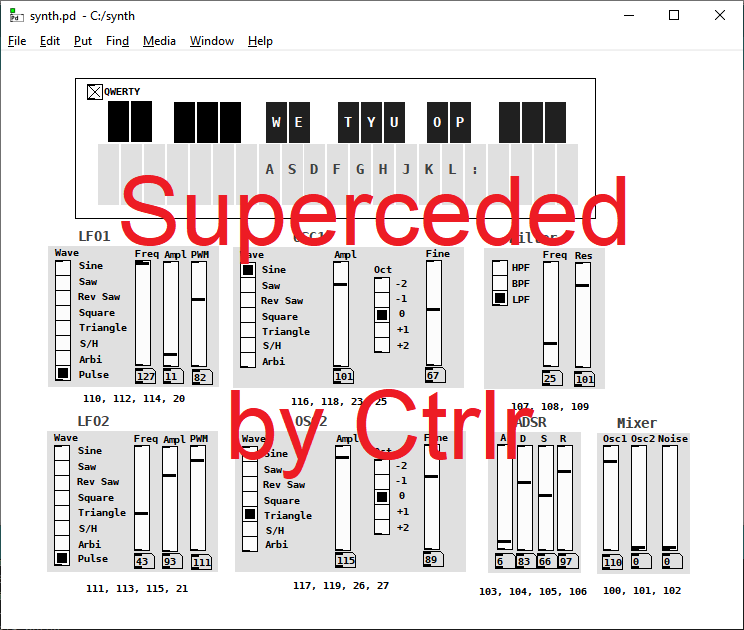 synth.pd - C:/synth
File Edit Put Find Media Window Help
QWERTY
W E T Y U O P
A S D F G H J K L :
Superceded
LFO1 OSC1 Filter
Wave Freq Ampl PWM Wave Ampl Oct Fine Freq Res
Sine Sine HPF
Saw Saw -2 BPF
Rev Saw Rev Saw -1 LPF
Square Square 0
Triangle Triangle +1
S/H S/H +2
Arbi Arbi
Pulse 127 11 82 101 67 25 101
110, 112, 114, 20 116, 118, 23, 25 107, 108, 109
by Ctrlr
LFO2 OSC2 ADSR Mixer
Wave Freq Ampl PWM Wave Ampl Oct Fine A D S R Osc1 Osc2 Noise
Sine Sine
Saw Saw -2
Rev Saw Rev Saw -1
Square Square 0
Triangle Triangle +1
S/H S/H +2
Arbi Arbi
Pulse 43 93 111 115 89 6 83 66 97 110 0 0
111, 113, 115, 21 117, 119, 26, 27 103, 104, 105, 106 100, 101, 102